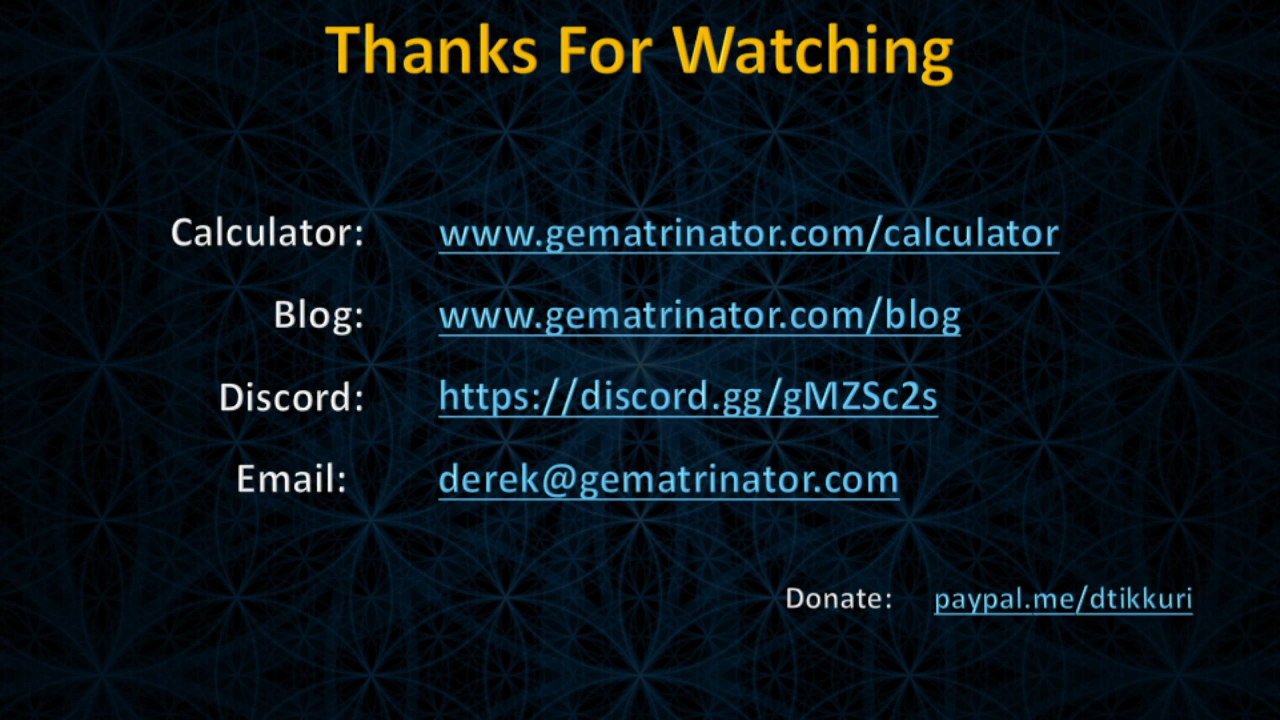 Thanks For Watching
Calculator: www.gematrinator.com/calculator
Blog: www.gematrinator.com/blog
Discord: https://discord.gg/gMZSc2s
Email: derek@gematrinator.com
Donate: paypal.me/dtikkuri